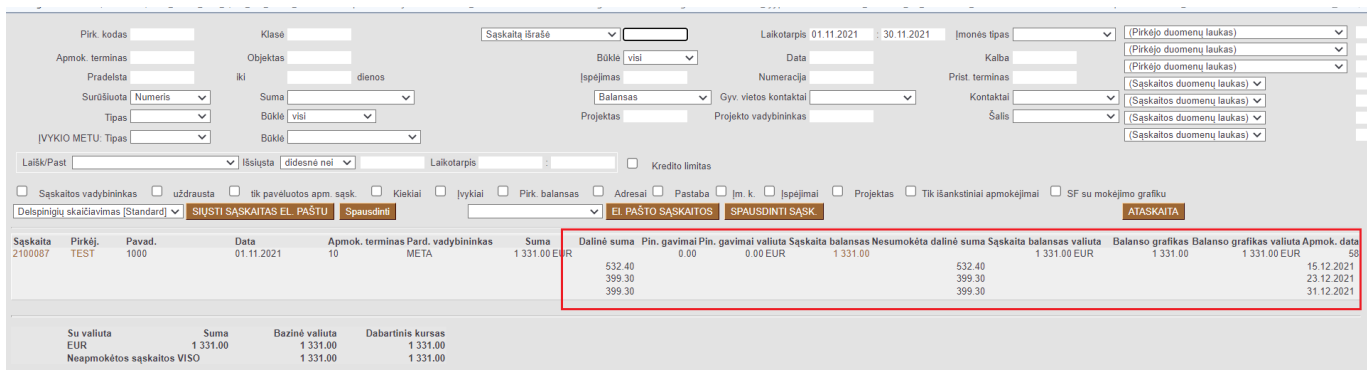 Pirk. kodas Klasė Sąskaitą išrašė Laikotarpis 01.11.2021 : 30.11.2021 Įmonės tipas (Pirkėjo duomenų laukas)
Apmok. terminas Objektas Būklė visi Data Kalba (Pirkėjo duomenų laukas)
(Pirkėjo duomenų laukas)
Pradelsta iki dienos Įspėjimas Numeracija Prist. terminas (Sąskaitos duomenų laukas)
Surūšiuota Numeris Suma Balansas Gyv. vietos kontaktai Kontaktai (Sąskaitos duomenų laukas)
Tipas Būklė visi Projektas Projekto vadybininkas Šalis (Sąskaitos duomenų laukas)
ĮVYKIO METU: Tipas Būklė (Sąskaitos duomenų laukas)
Laišk/Past Išsiųsta didesnė nei Laikotarpis : Kredito limitas
Sąskaitos vadybininkas uždrausta tik pavėluotos apm. sąsk. Kiekiai Įvykiai Pirk. balansas Adresai Pastaba Įm. k. Įspėjimai Projektas Tik išankstiniai apmokėjimai SF su mokėjimo grafiku
Delspinigių skaičiavimas [Standard] SIŲSTI SĄSKAITAS EL. PAŠTU Spausdinti El. PAŠTO SĄSKAITOS SPAUSDINTI SĄSK. ATASKAITA
Sąskaita Pirkėj. Pavad. Data Apmok. terminas Pard. vadybininkas Suma Dalinė suma Pin. gavimai Pin. gavimai valiuta Sąskaita balansas Nesumokėta dalinė suma Sąskaita balansas valiuta Balanso grafikas Balanso grafikas valiuta Apmok. data
2100087 TEST 1000 01.11.2021 10 META 1 331.00 EUR 0.00 0.00 EUR 1 331.00 1 331.00 EUR 1 331.00 1 331.00 EUR 58
532.40 532.40 15.12.2021
399.30 399.30 23.12.2021
399.30 399.30 31.12.2021
Su valiuta Suma Bazinė valiuta Dabartinis kursas
EUR 1 331.00 1 331.00 1 331.00
Neapmokėtos sąskaitos VISO 1 331.00 1 331.00